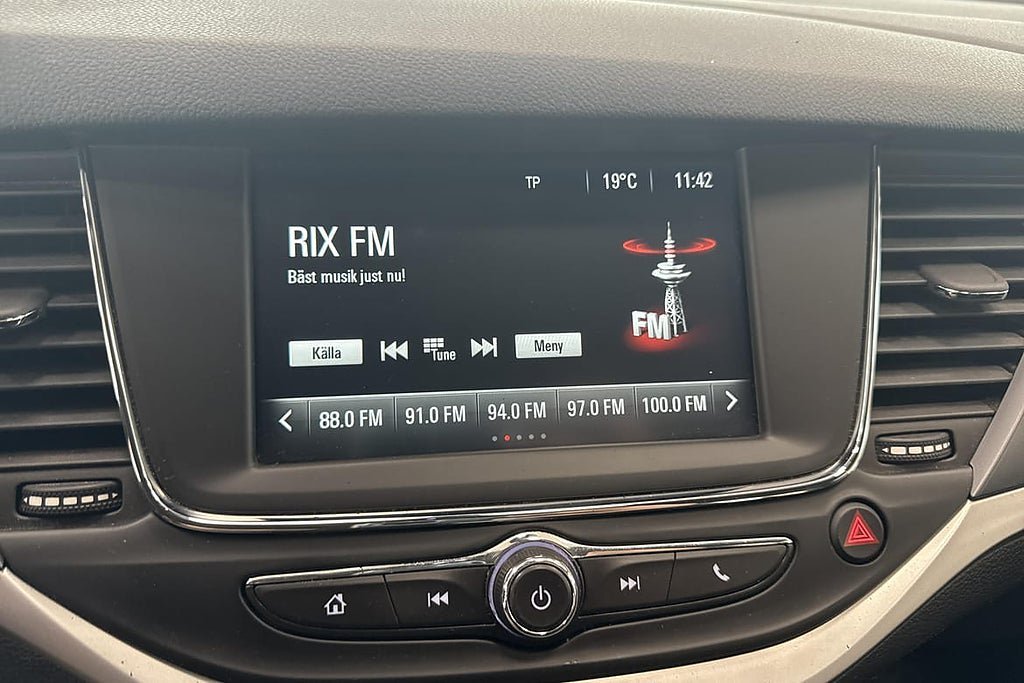 TP 19°C 11:42
RIX FM
Bäst musik just nu!
FM
Källa Tune Meny
88.0 FM 91.0 FM 94.0 FM 97.0 FM 100.0 FM